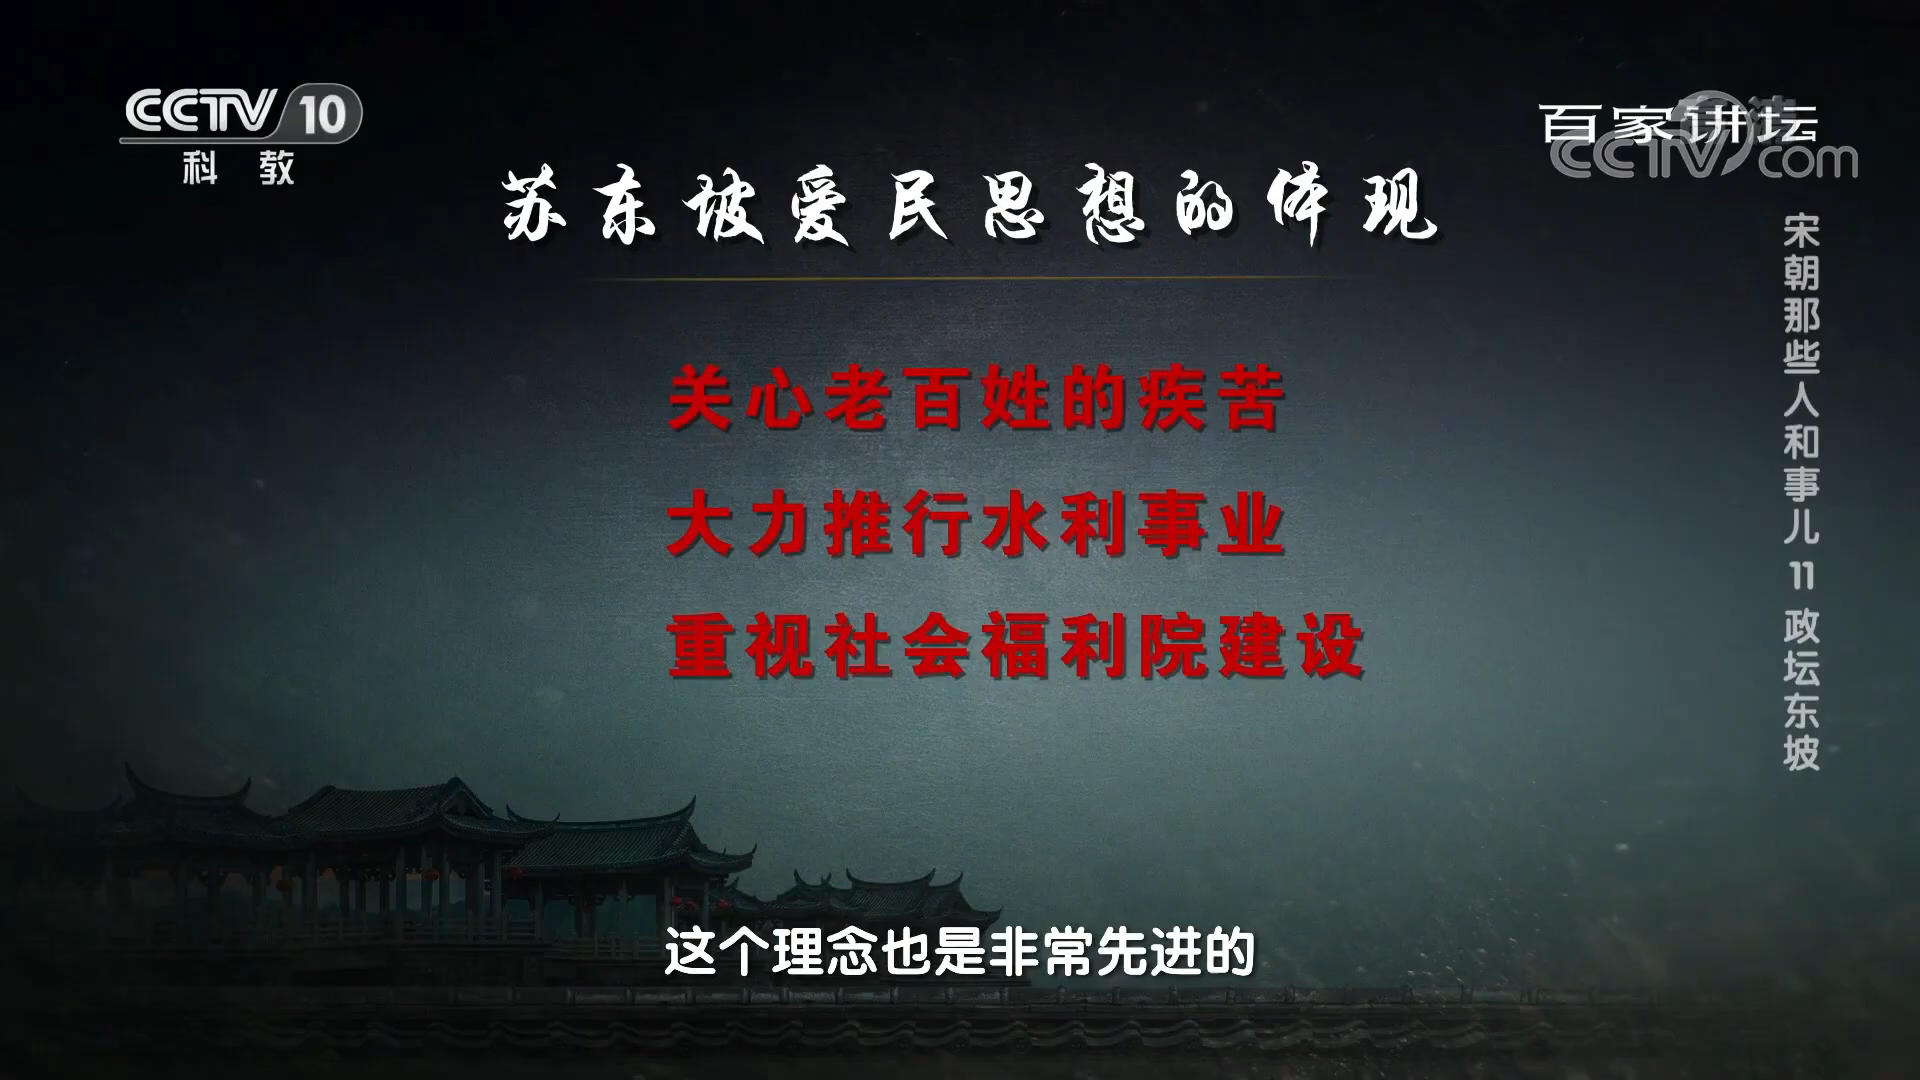 CCTV 10
科教
百家讲坛
CCTV.com
苏东坡爱民思想的体现
关心老百姓的疾苦
大力推行水利事业
重视社会福利院建设
宋朝那些人和事儿 11 政坛东坡
这个理念也是非常先进的